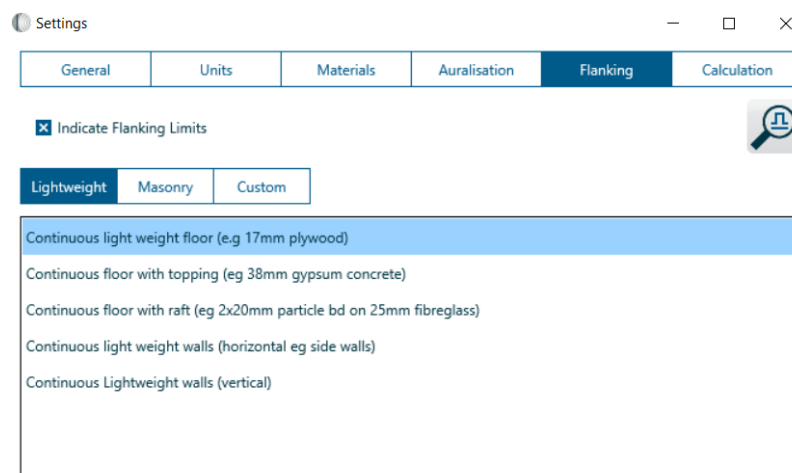 Settings
General Units Materials Auralisation Flanking Calculation
Indicate Flanking Limits
Lightweight Masonry Custom
Continuous light weight floor (e.g 17mm plywood)
Continuous floor with topping (eg 38mm gypsum concrete)
Continuous floor with raft (eg 2x20mm particle bd on 25mm fibreglass)
Continuous light weight walls (horizontal eg side walls)
Continuous Lightweight walls (vertical)